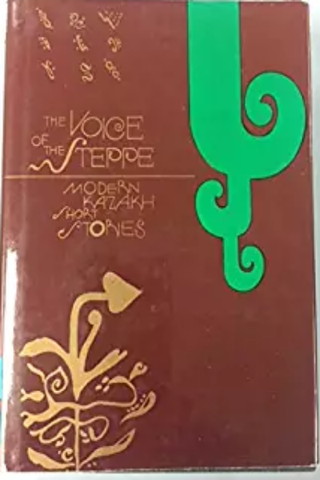 THE VOICE
OF THE STEPPE
MODERN
KAZAKH
SHORT
STORIES